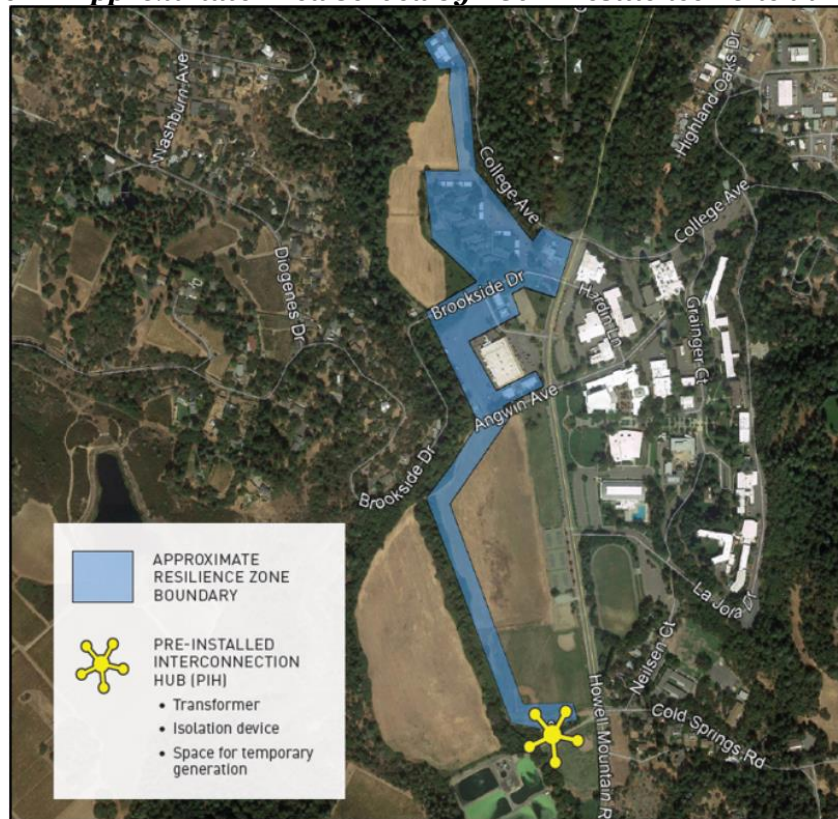 Washburn Ave
Highland Oaks Dr
College Ave
College Ave
Diogenes Dr
Brookside Dr
Hardin Ln
Grainger Ct
Angwin Ave
Brookside Dr
La Jota Dr
Neilsen Ct
Howell Mountain R
Cold Springs Rd
APPROXIMATE
RESILIENCE ZONE
BOUNDARY
PRE-INSTALLED
INTERCONNECTION
HUB (PIH)
• Transformer
• Isolation device
• Space for temporary
generation